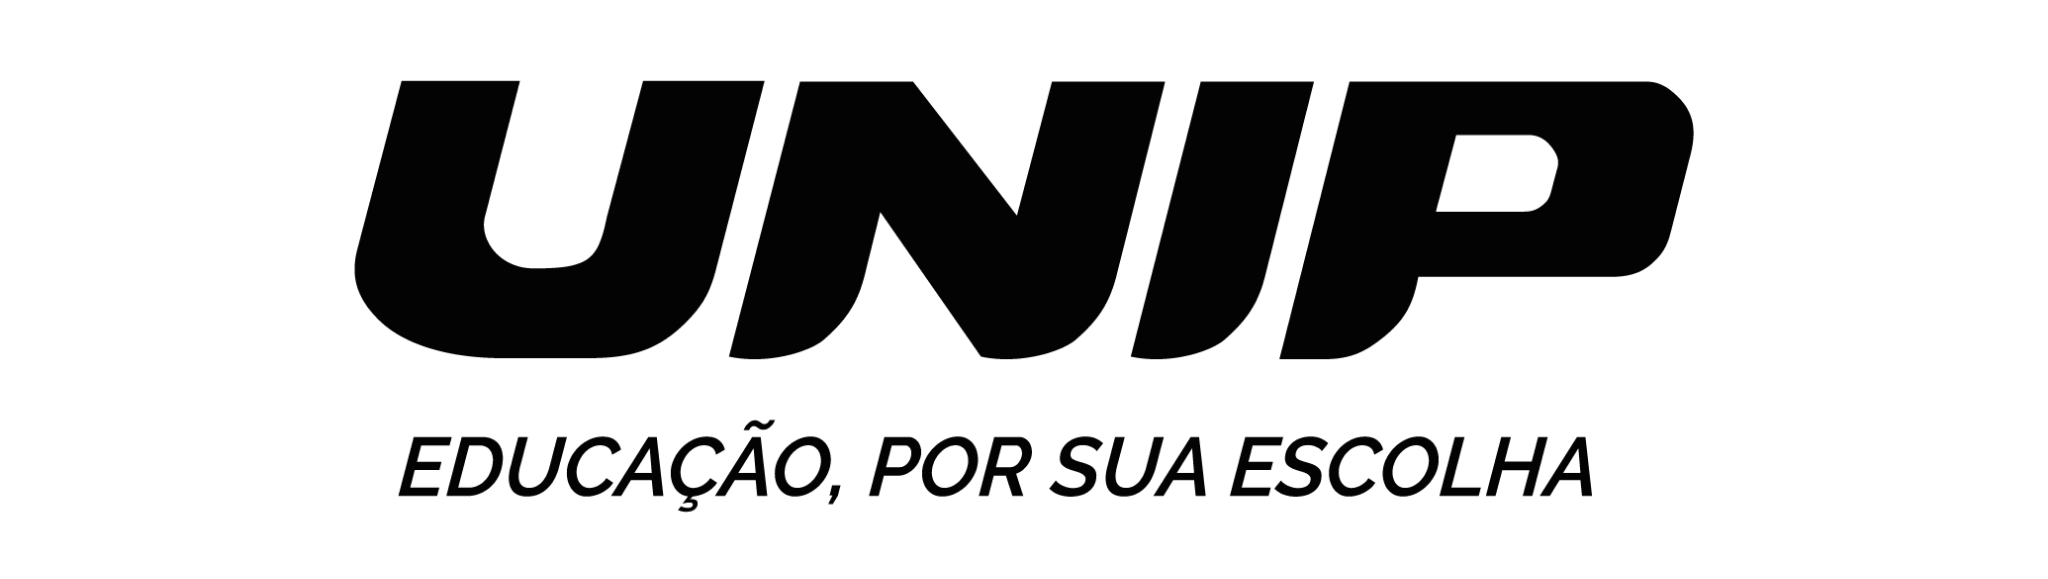 UNIP
EDUCAÇÃO, POR SUA ESCOLHA